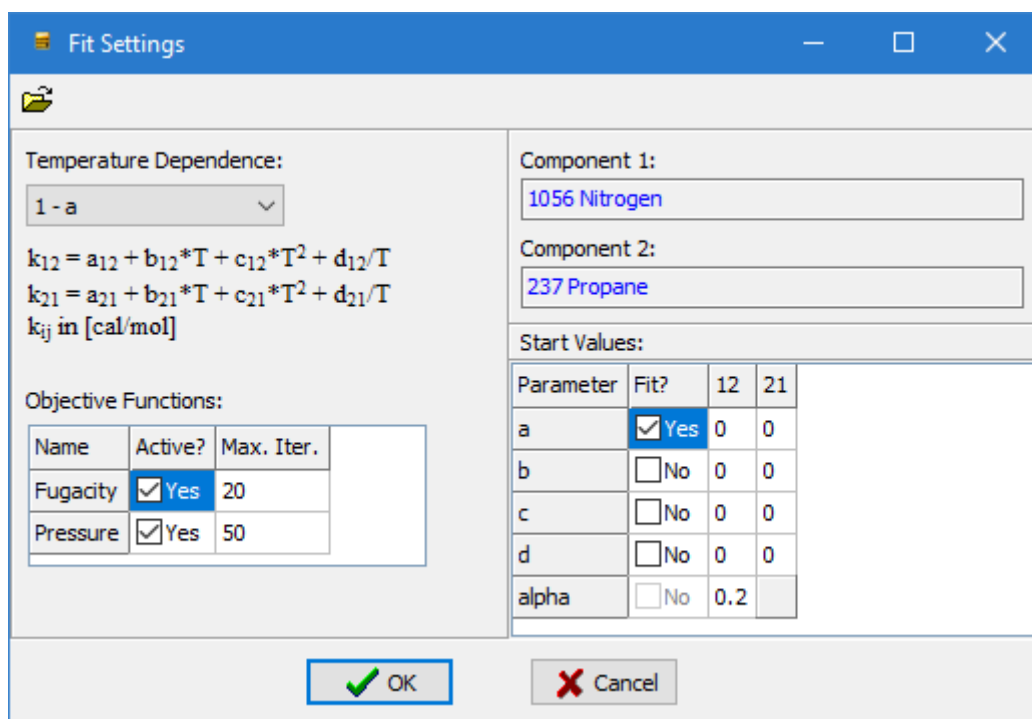 Fit Settings
Temperature Dependence:
1 - a
k12 = a12 + b12*T + c12*T2 + d12/T
k21 = a21 + b21*T + c21*T2 + d21/T
kij in [cal/mol]
Objective Functions:
Name Active? Max. Iter.
Fugacity Yes 20
Pressure Yes 50
Component 1:
1056 Nitrogen
Component 2:
237 Propane
Start Values:
Parameter Fit? 12 21
a Yes 0 0
b No 0 0
c No 0 0
d No 0 0
alpha No 0.2
OK Cancel